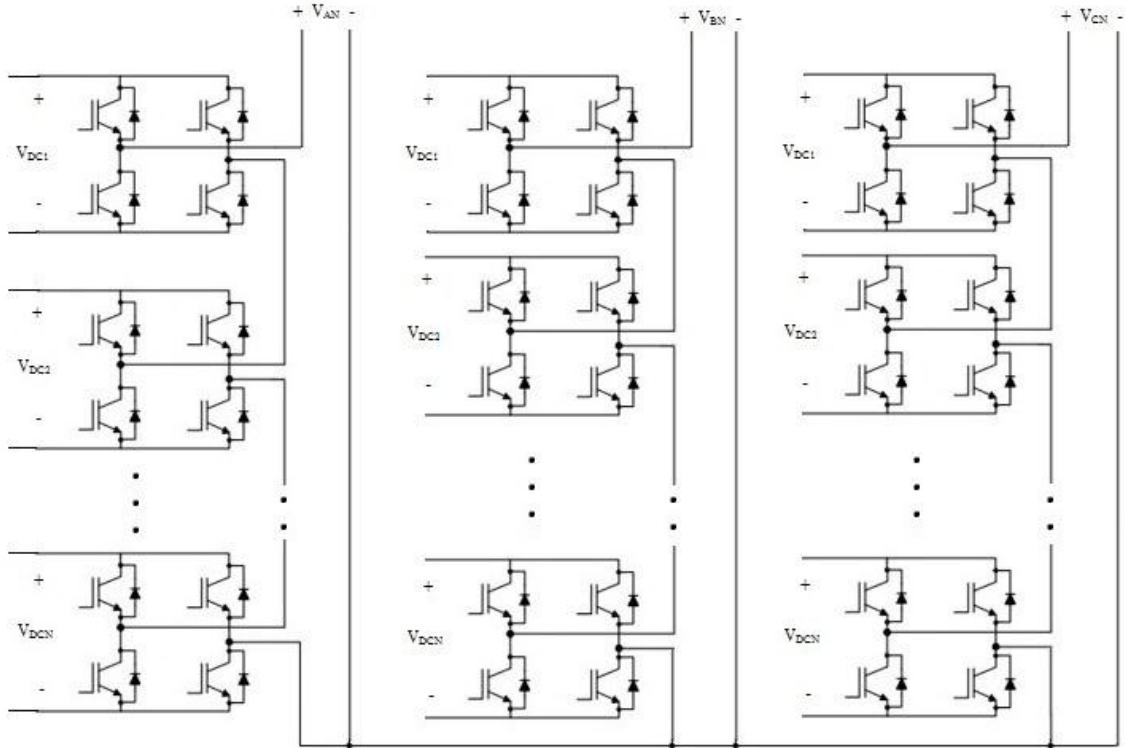 + VAN -
+ VBN -
+ VCN -
+
VDC1
-
+
VDC1
-
+
VDC1
-
+
VDC2
-
+
VDC2
-
+
VDC2
-
+
VDCN
-
+
VDCN
-
+
VDCN
-